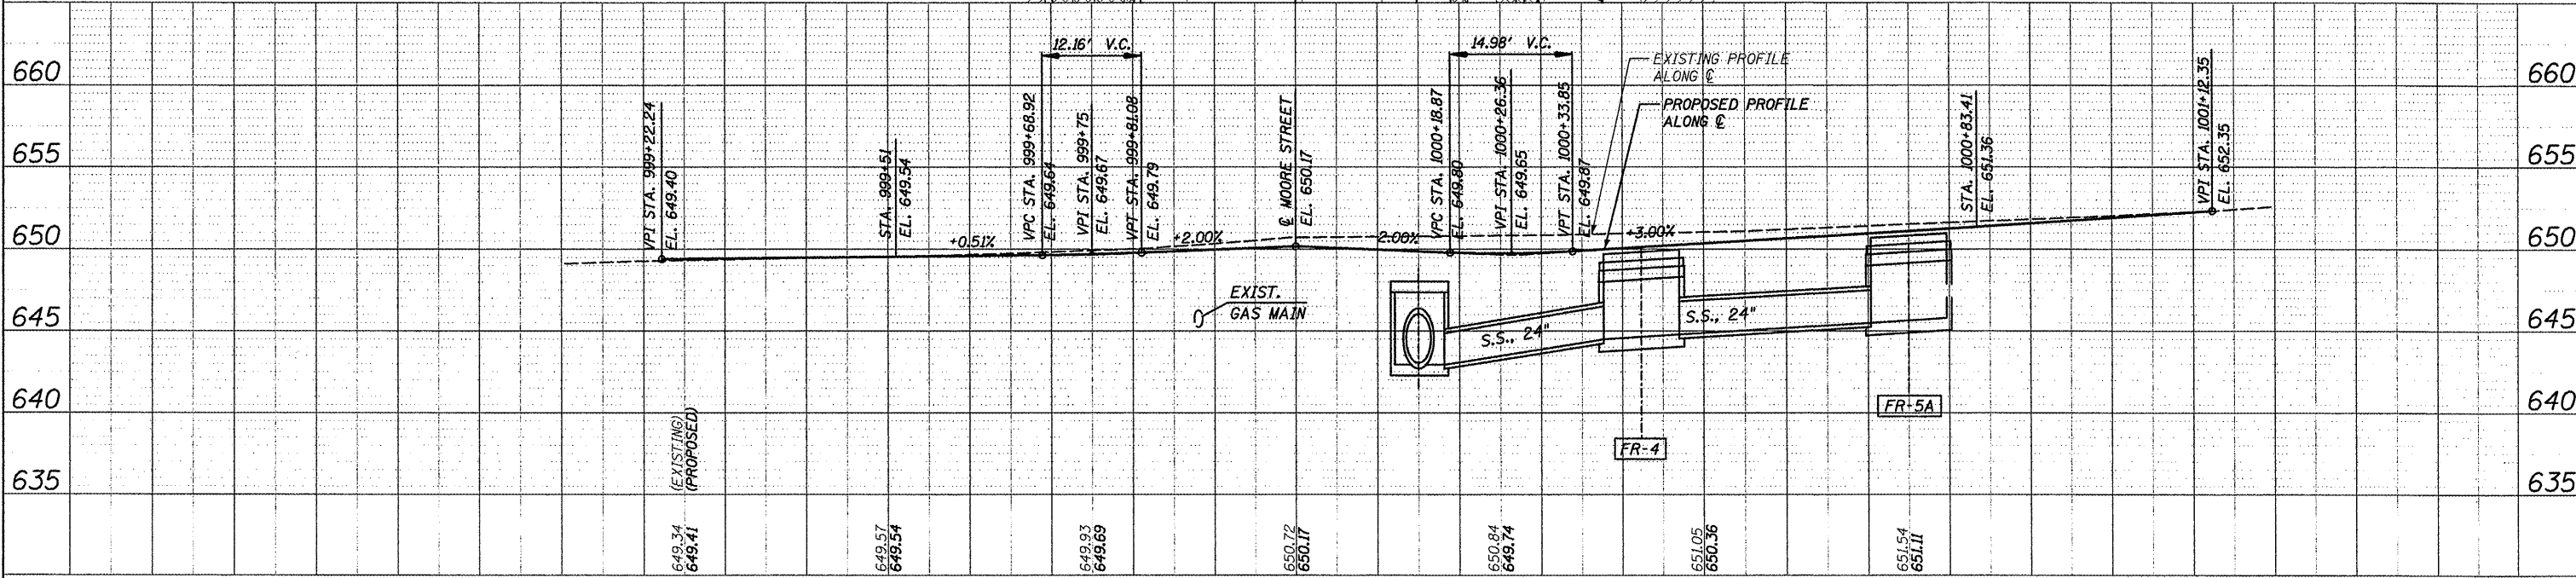 660
655
650
645
640
635
12.16' V.C.
14.98' V.C.
EXISTING PROFILE
ALONG ℄
PROPOSED PROFILE
ALONG ℄
VPI STA. 999+22.24
EL. 649.40
STA. 999+51
EL. 649.54
VPC STA. 999+68.92
EL. 649.64
VPI STA. 999+75
EL. 649.67
VPT STA. 999+81.08
EL. 649.79
℄ MOORE STREET
EL. 650.17
VPC STA. 1000+18.87
EL. 649.80
VPI STA. 1000+26.36
EL. 649.65
VPT STA. 1000+33.85
EL. 649.87
STA. 1000+83.41
EL. 651.36
VPI STA. 1001+12.35
EL. 652.35
+0.51%
+2.00%
-2.00%
+3.00%
EXIST.
GAS MAIN
S.S., 24"
S.S., 24"
FR-4
FR-5A
(EXISTING)
(PROPOSED)
649.34
649.41
649.57
649.54
649.93
649.69
650.72
650.17
650.84
649.74
651.05
650.36
651.54
651.11
660
655
650
645
640
635